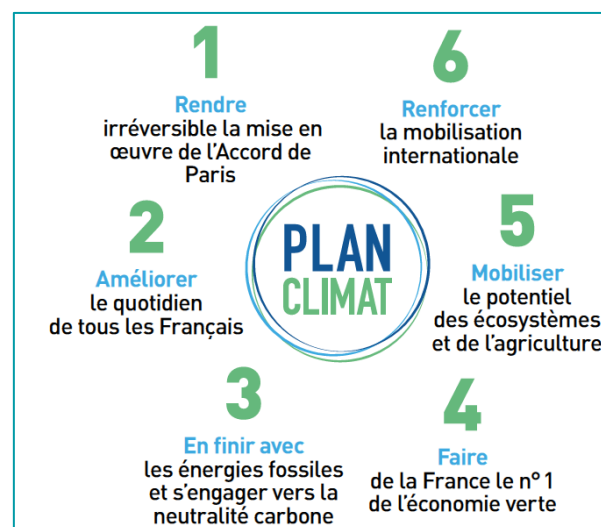 1
Rendre
irréversible la mise en
œuvre de l’Accord de
Paris
2
Améliorer
le quotidien
de tous les Français
3
En finir avec
les énergies fossiles
et s’engager vers la
neutralité carbone
PLAN
CLIMAT
4
Faire
de la France le n° 1
de l’économie verte
5
Mobiliser
le potentiel
des écosystèmes
et de l’agriculture
6
Renforcer
la mobilisation
internationale